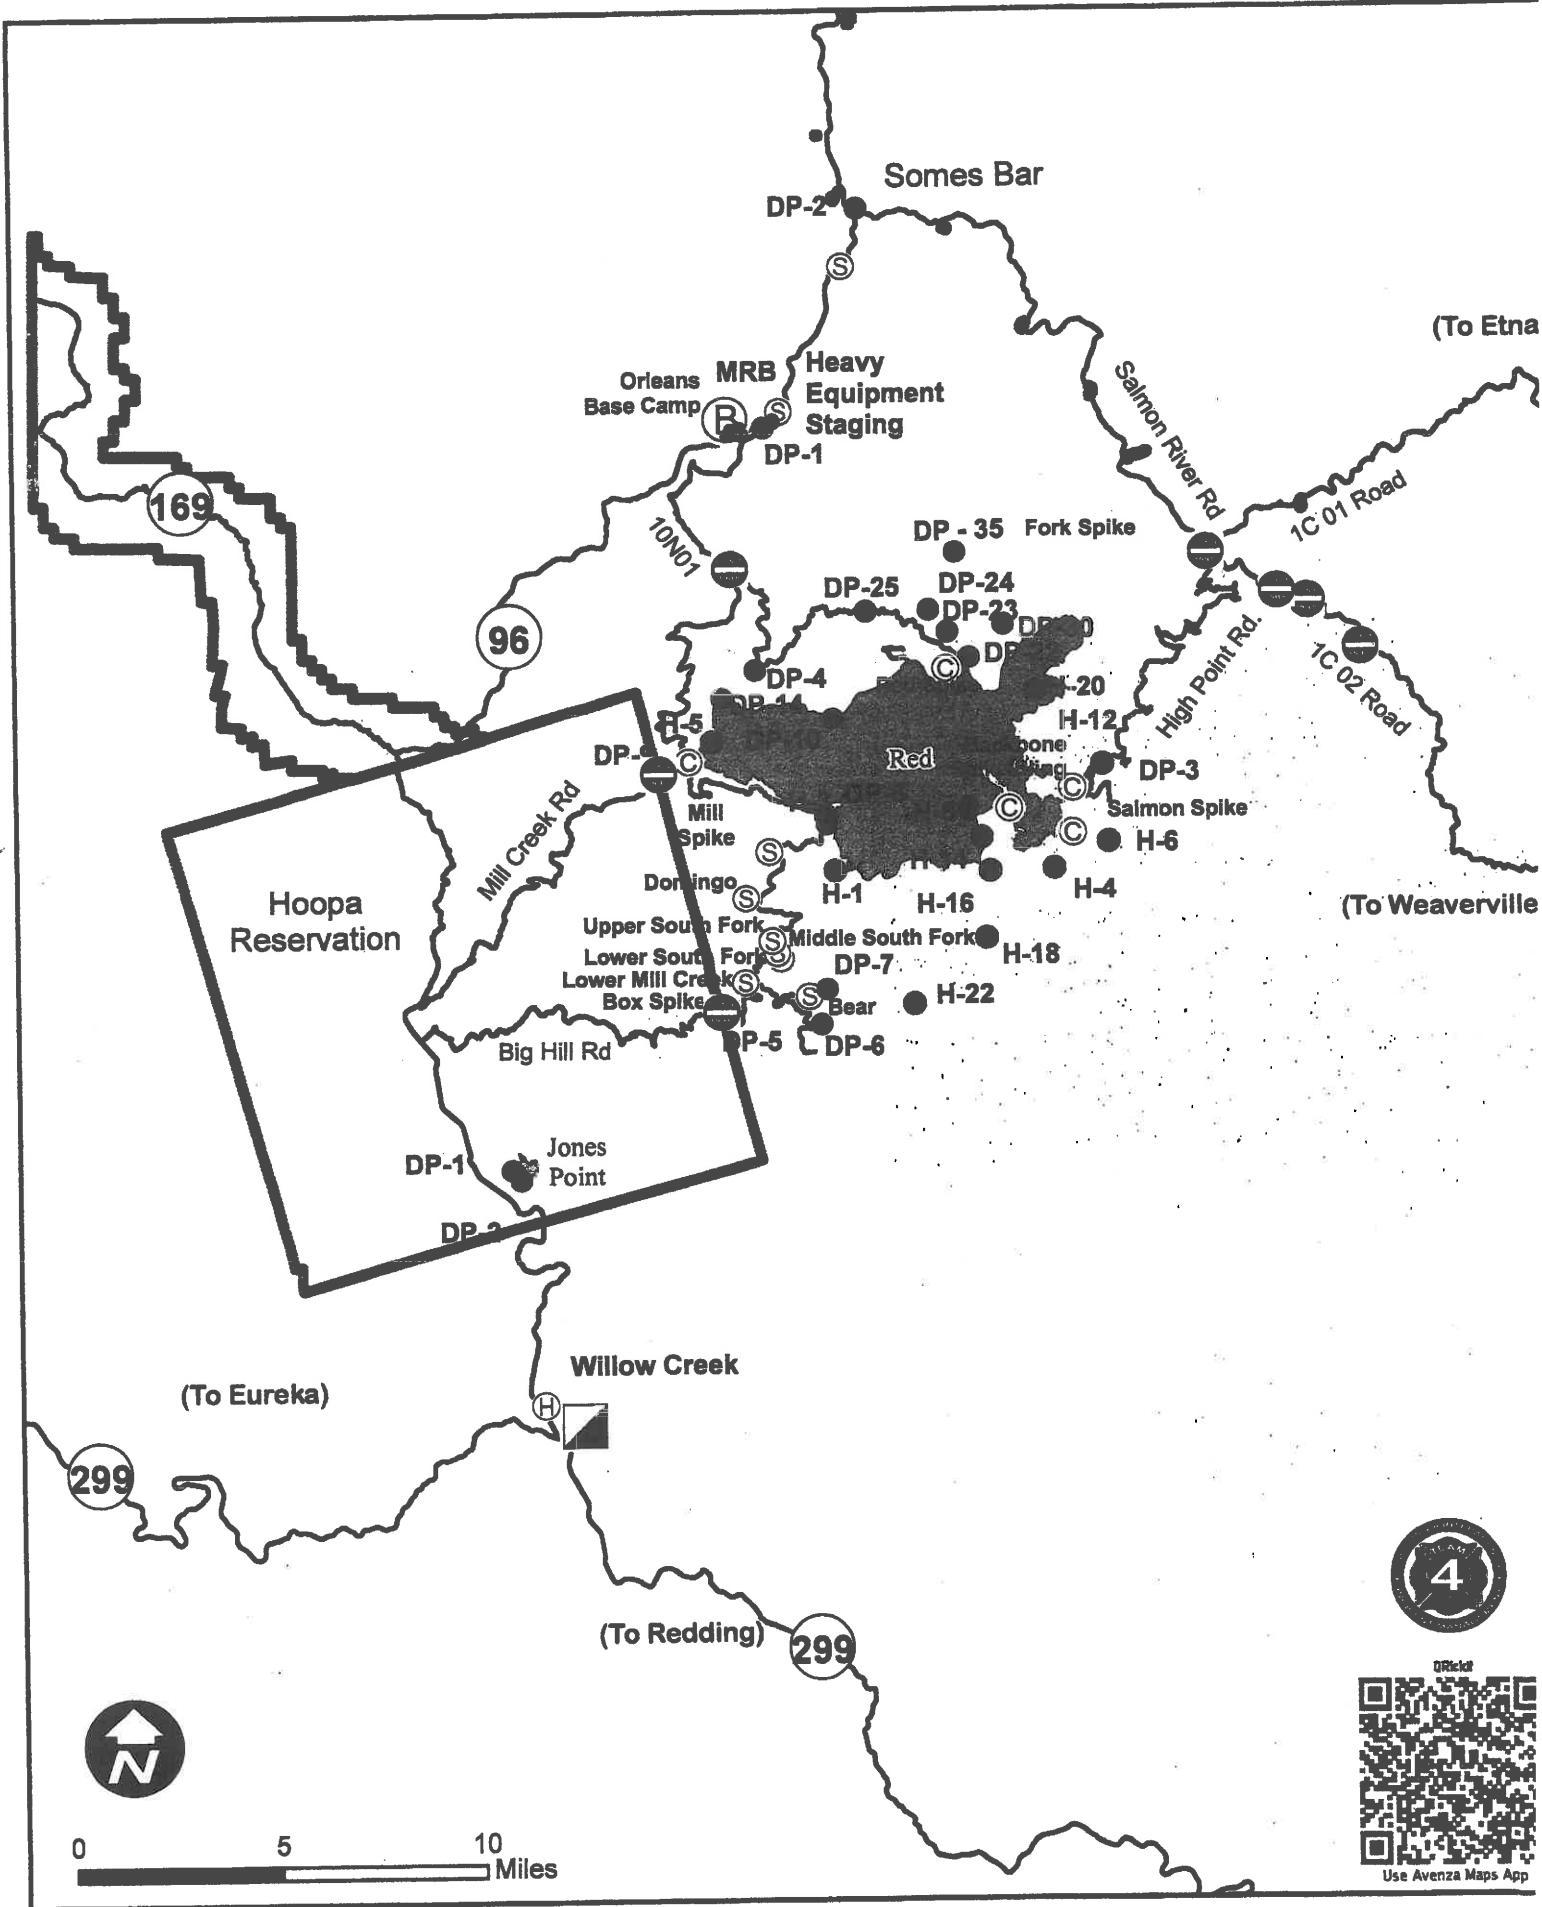 Somes Bar
DP-2
S
(To Etna
Orleans
Base Camp
MRB
Heavy
Equipment
Staging
S
DP-1
Salmon River Rd
1C 01 Road
169
10N01
DP - 35
Fork Spike
DP-25
DP-24
DP-23
96
High Point Rd.
1C 02 Road
DP-4
C
H-5
H-12
Red
C
DP-3
C
C
C
Mill
Spike
Salmon Spike
H-6
Mill Creek Rd
S
Domingo
S
H-1
H-16
H-4
Hoopa
Reservation
(To Weaverville
Upper South Fork
S
Middle South Fork
H-18
Lower South Fork
S
DP-7
Lower Mill Creek
S
Box Spike
S
Bear
H-22
DP-5
DP-6
Big Hill Rd
DP-1
Jones
Point
Willow Creek
(To Eureka)
H
299
TEAM
4
(To Redding)
299
N
0 5 10
Miles
Use Avenza Maps App